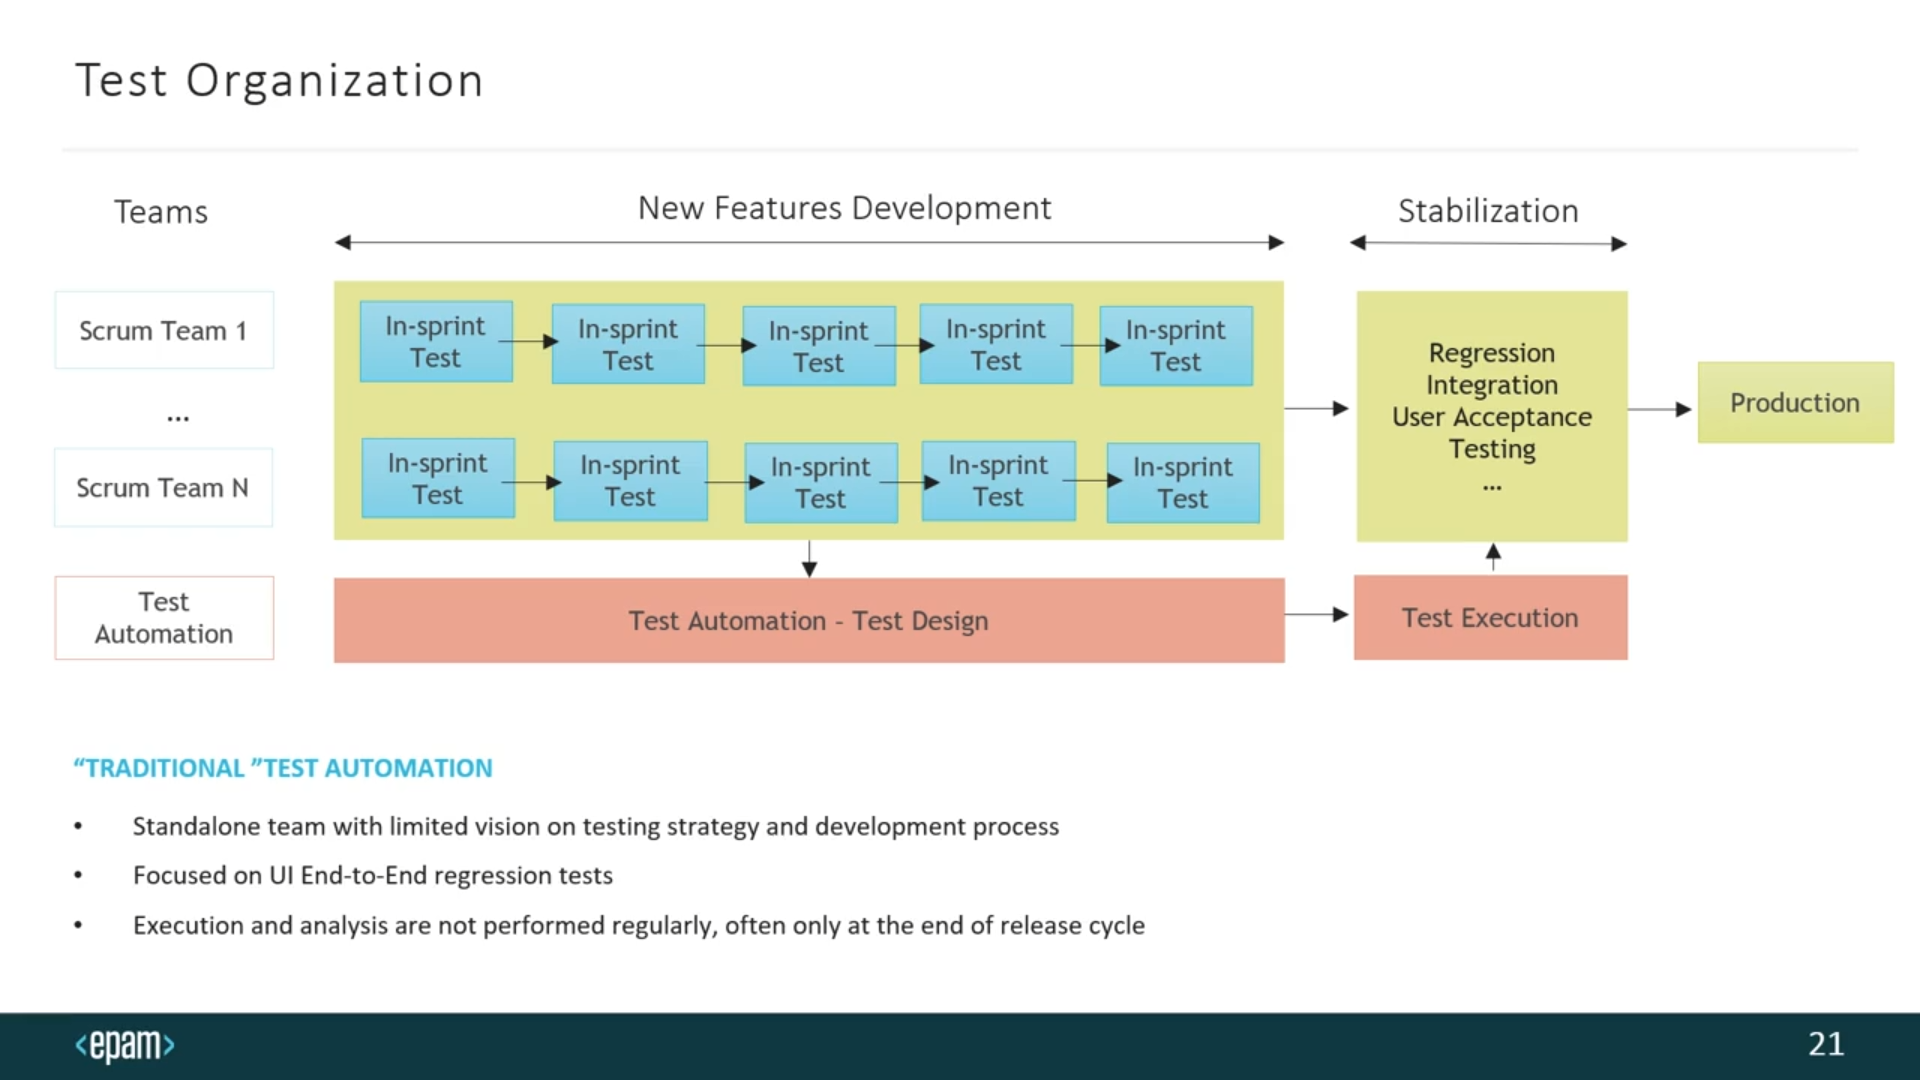 Test Organization
Teams
New Features Development
Stabilization
Scrum Team 1
In-sprint
Test
In-sprint
Test
In-sprint
Test
In-sprint
Test
In-sprint
Test
Regression
Integration
User Acceptance
Testing
...
Production
...
Scrum Team N
In-sprint
Test
In-sprint
Test
In-sprint
Test
In-sprint
Test
In-sprint
Test
Test
Automation
Test Automation - Test Design
Test Execution
“TRADITIONAL ”TEST AUTOMATION
• Standalone team with limited vision on testing strategy and development process
• Focused on UI End-to-End regression tests
• Execution and analysis are not performed regularly, often only at the end of release cycle
<epam>
21